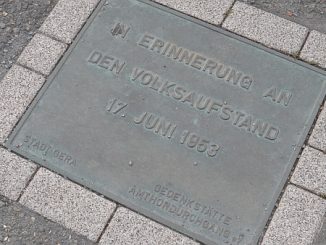 IN ERINNERUNG AN
DEN VOLKSAUFSTAND
17. JUNI 1953
STADT GERA
GEDENKSTÄTTE
AMTHORDURCHGANG